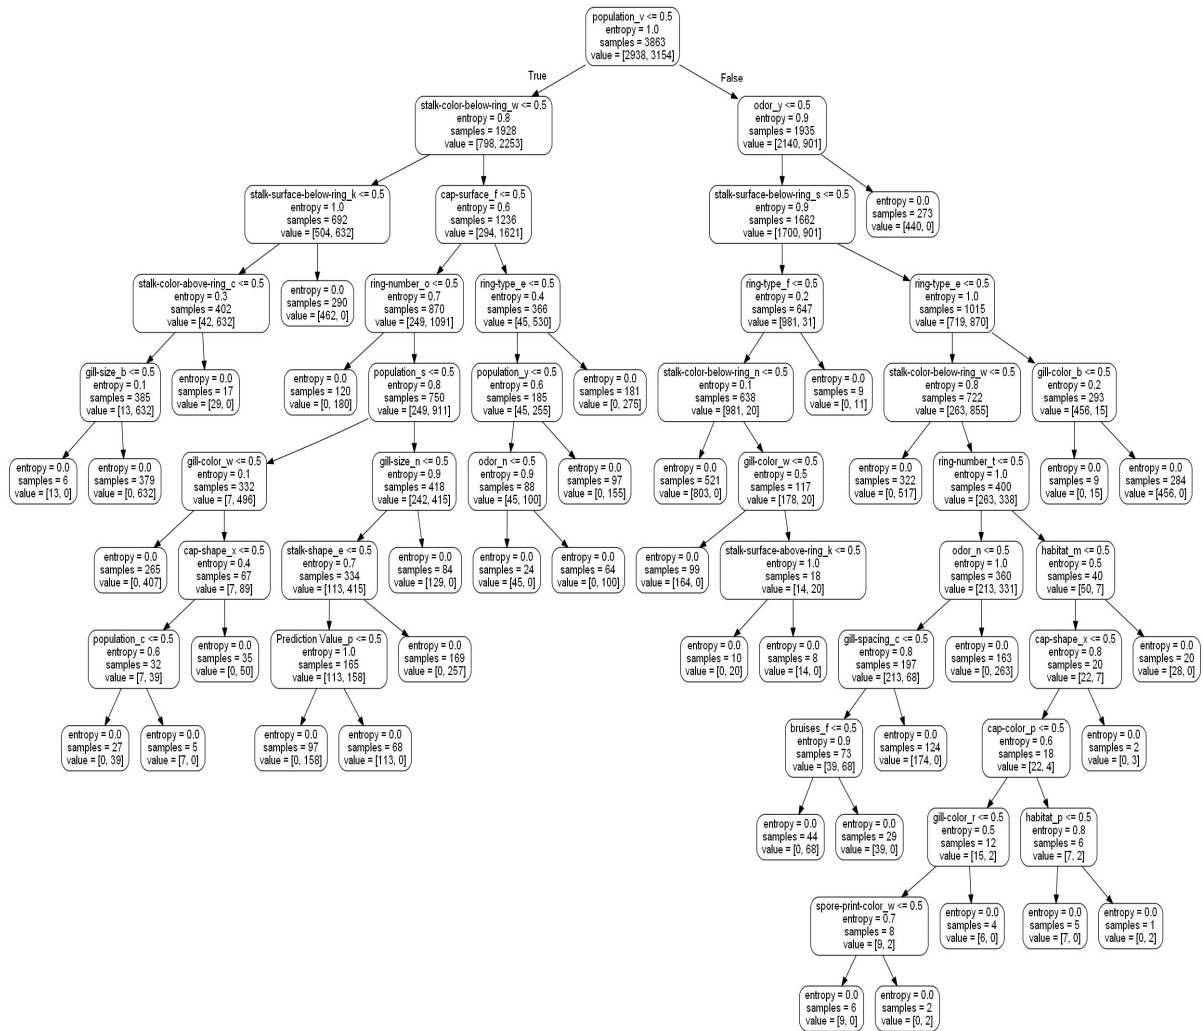 population_v <= 0.5
entropy = 1.0
samples = 3863
value = [2938, 3154]
True
False
stalk-color-below-ring_w <= 0.5
entropy = 0.8
samples = 1928
value = [798, 2253]
odor_y <= 0.5
entropy = 0.9
samples = 1935
value = [2140, 901]
stalk-surface-below-ring_k <= 0.5
entropy = 1.0
samples = 692
value = [504, 632]
cap-surface_f <= 0.5
entropy = 0.6
samples = 1236
value = [294, 1621]
stalk-surface-below-ring_s <= 0.5
entropy = 0.9
samples = 1662
value = [1700, 901]
entropy = 0.0
samples = 273
value = [440, 0]
stalk-color-above-ring_c <= 0.5
entropy = 0.3
samples = 402
value = [42, 632]
entropy = 0.0
samples = 290
value = [462, 0]
ring-number_o <= 0.5
entropy = 0.7
samples = 870
value = [249, 1091]
ring-type_e <= 0.5
entropy = 0.4
samples = 366
value = [45, 530]
ring-type_f <= 0.5
entropy = 0.2
samples = 647
value = [981, 31]
ring-type_e <= 0.5
entropy = 1.0
samples = 1015
value = [719, 870]
gill-size_b <= 0.5
entropy = 0.1
samples = 385
value = [13, 632]
entropy = 0.0
samples = 17
value = [29, 0]
entropy = 0.0
samples = 120
value = [0, 180]
population_s <= 0.5
entropy = 0.8
samples = 750
value = [249, 911]
population_y <= 0.5
entropy = 0.6
samples = 185
value = [45, 255]
entropy = 0.0
samples = 181
value = [0, 275]
stalk-color-below-ring_n <= 0.5
entropy = 0.1
samples = 638
value = [981, 20]
entropy = 0.0
samples = 9
value = [0, 11]
stalk-color-below-ring_w <= 0.5
entropy = 0.8
samples = 722
value = [263, 855]
gill-color_b <= 0.5
entropy = 0.2
samples = 293
value = [456, 15]
entropy = 0.0
samples = 6
value = [13, 0]
entropy = 0.0
samples = 379
value = [0, 632]
gill-color_w <= 0.5
entropy = 0.1
samples = 332
value = [7, 496]
gill-size_n <= 0.5
entropy = 0.9
samples = 418
value = [242, 415]
odor_n <= 0.5
entropy = 0.9
samples = 88
value = [45, 100]
entropy = 0.0
samples = 97
value = [0, 155]
entropy = 0.0
samples = 521
value = [803, 0]
gill-color_w <= 0.5
entropy = 0.5
samples = 117
value = [178, 20]
entropy = 0.0
samples = 322
value = [0, 517]
ring-number_t <= 0.5
entropy = 1.0
samples = 400
value = [263, 338]
entropy = 0.0
samples = 9
value = [0, 15]
entropy = 0.0
samples = 284
value = [456, 0]
entropy = 0.0
samples = 265
value = [0, 407]
cap-shape_x <= 0.5
entropy = 0.4
samples = 67
value = [7, 89]
stalk-shape_e <= 0.5
entropy = 0.7
samples = 334
value = [113, 415]
entropy = 0.0
samples = 84
value = [129, 0]
entropy = 0.0
samples = 24
value = [45, 0]
entropy = 0.0
samples = 64
value = [0, 100]
entropy = 0.0
samples = 99
value = [164, 0]
stalk-surface-above-ring_k <= 0.5
entropy = 1.0
samples = 18
value = [14, 20]
odor_n <= 0.5
entropy = 1.0
samples = 360
value = [213, 331]
habitat_m <= 0.5
entropy = 0.5
samples = 40
value = [50, 7]
population_c <= 0.5
entropy = 0.6
samples = 32
value = [7, 39]
entropy = 0.0
samples = 35
value = [0, 50]
Prediction Value_p <= 0.5
entropy = 1.0
samples = 165
value = [113, 158]
entropy = 0.0
samples = 169
value = [0, 257]
entropy = 0.0
samples = 10
value = [0, 20]
entropy = 0.0
samples = 8
value = [14, 0]
gill-spacing_c <= 0.5
entropy = 0.8
samples = 197
value = [213, 68]
entropy = 0.0
samples = 163
value = [0, 263]
cap-shape_x <= 0.5
entropy = 0.8
samples = 20
value = [22, 7]
entropy = 0.0
samples = 20
value = [28, 0]
entropy = 0.0
samples = 27
value = [0, 39]
entropy = 0.0
samples = 5
value = [7, 0]
entropy = 0.0
samples = 97
value = [0, 158]
entropy = 0.0
samples = 68
value = [113, 0]
bruises_f <= 0.5
entropy = 0.9
samples = 73
value = [39, 68]
entropy = 0.0
samples = 124
value = [174, 0]
cap-color_p <= 0.5
entropy = 0.6
samples = 18
value = [22, 4]
entropy = 0.0
samples = 2
value = [0, 3]
entropy = 0.0
samples = 44
value = [0, 68]
entropy = 0.0
samples = 29
value = [39, 0]
gill-color_r <= 0.5
entropy = 0.5
samples = 12
value = [15, 2]
habitat_p <= 0.5
entropy = 0.8
samples = 6
value = [7, 2]
spore-print-color_w <= 0.5
entropy = 0.7
samples = 8
value = [9, 2]
entropy = 0.0
samples = 4
value = [6, 0]
entropy = 0.0
samples = 5
value = [7, 0]
entropy = 0.0
samples = 1
value = [0, 2]
entropy = 0.0
samples = 6
value = [9, 0]
entropy = 0.0
samples = 2
value = [0, 2]